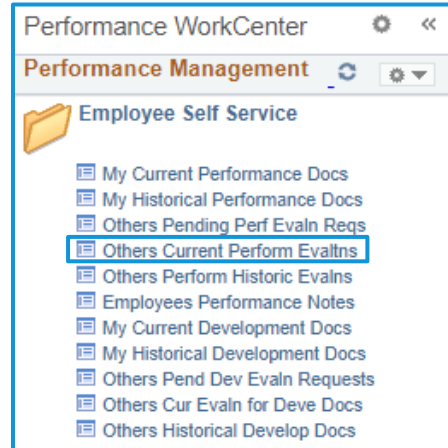 Performance WorkCenter
Performance Management
Employee Self Service
My Current Performance Docs
My Historical Performance Docs
Others Pending Perf Evaln Reqs
Others Current Perform Evaltns
Others Perform Historic Evalns
Employees Performance Notes
My Current Development Docs
My Historical Development Docs
Others Pend Dev Evaln Requests
Others Cur Evaln for Deve Docs
Others Historical Develop Docs